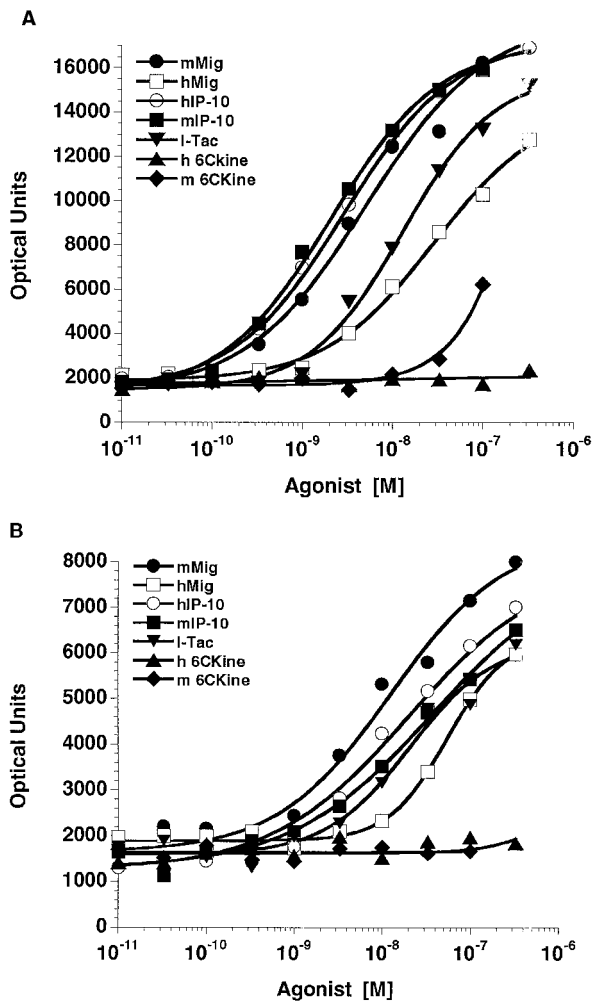 A
16000
14000
12000
10000
8000
6000
4000
2000
0
Optical Units
mMig
hMig
hIP-10
mIP-10
I-Tac
h 6Ckine
m 6CKine
10-11
10-10
10-9
10-8
10-7
10-6
Agonist [M]
B
8000
7000
6000
5000
4000
3000
2000
1000
0
Optical Units
mMig
hMig
hIP-10
mIP-10
I-Tac
h 6CKine
m 6CKine
10-11
10-10
10-9
10-8
10-7
10-6
Agonist [M]